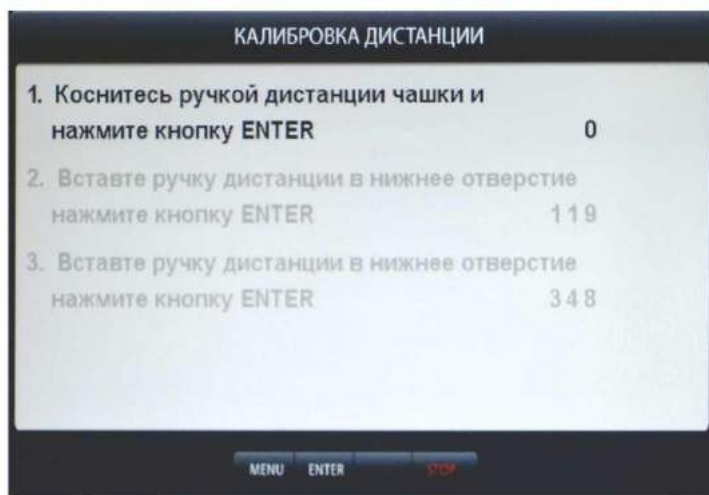 КАЛИБРОВКА ДИСТАНЦИИ
1. Коснитесь ручкой дистанции чашки и
нажмите кнопку ENTER 0
2. Вставте ручку дистанции в нижнее отверстие
нажмите кнопку ENTER 119
3. Вставте ручку дистанции в нижнее отверстие
нажмите кнопку ENTER 348
MENU ENTER STOP